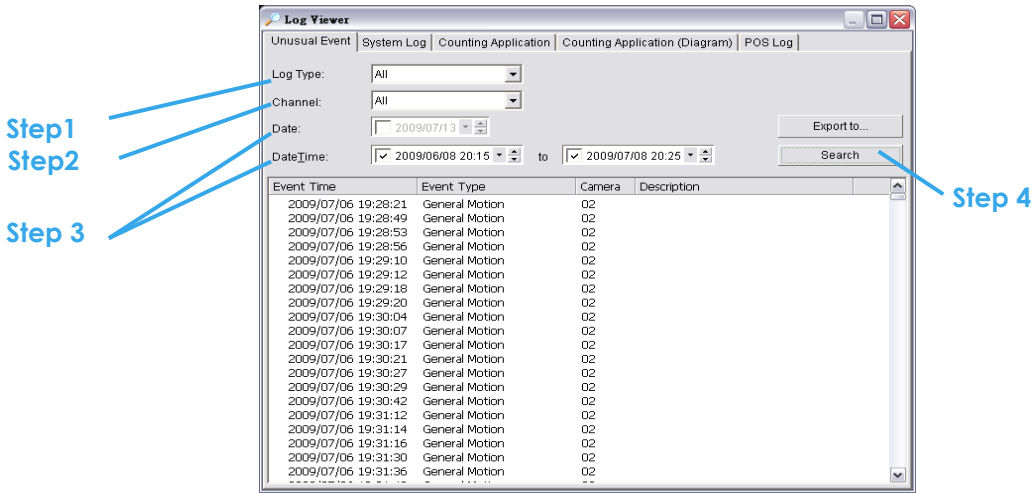 Log Viewer
Unusual Event System Log Counting Application Counting Application (Diagram) POS Log
Log Type: All
Channel: All
Step1
Date: 2009/07/13 Export to...
Step2
DateTime: 2009/06/08 20:15 to 2009/07/08 20:25 Search
Event Time Event Type Camera Description
Step 4
2009/07/06 19:28:21 General Motion 02
2009/07/06 19:28:49 General Motion 02
Step 3
2009/07/06 19:28:53 General Motion 02
2009/07/06 19:28:56 General Motion 02
2009/07/06 19:29:10 General Motion 02
2009/07/06 19:29:12 General Motion 02
2009/07/06 19:29:18 General Motion 02
2009/07/06 19:29:20 General Motion 02
2009/07/06 19:30:04 General Motion 02
2009/07/06 19:30:07 General Motion 02
2009/07/06 19:30:17 General Motion 02
2009/07/06 19:30:21 General Motion 02
2009/07/06 19:30:27 General Motion 02
2009/07/06 19:30:29 General Motion 02
2009/07/06 19:30:42 General Motion 02
2009/07/06 19:31:12 General Motion 02
2009/07/06 19:31:14 General Motion 02
2009/07/06 19:31:16 General Motion 02
2009/07/06 19:31:30 General Motion 02
2009/07/06 19:31:36 General Motion 02